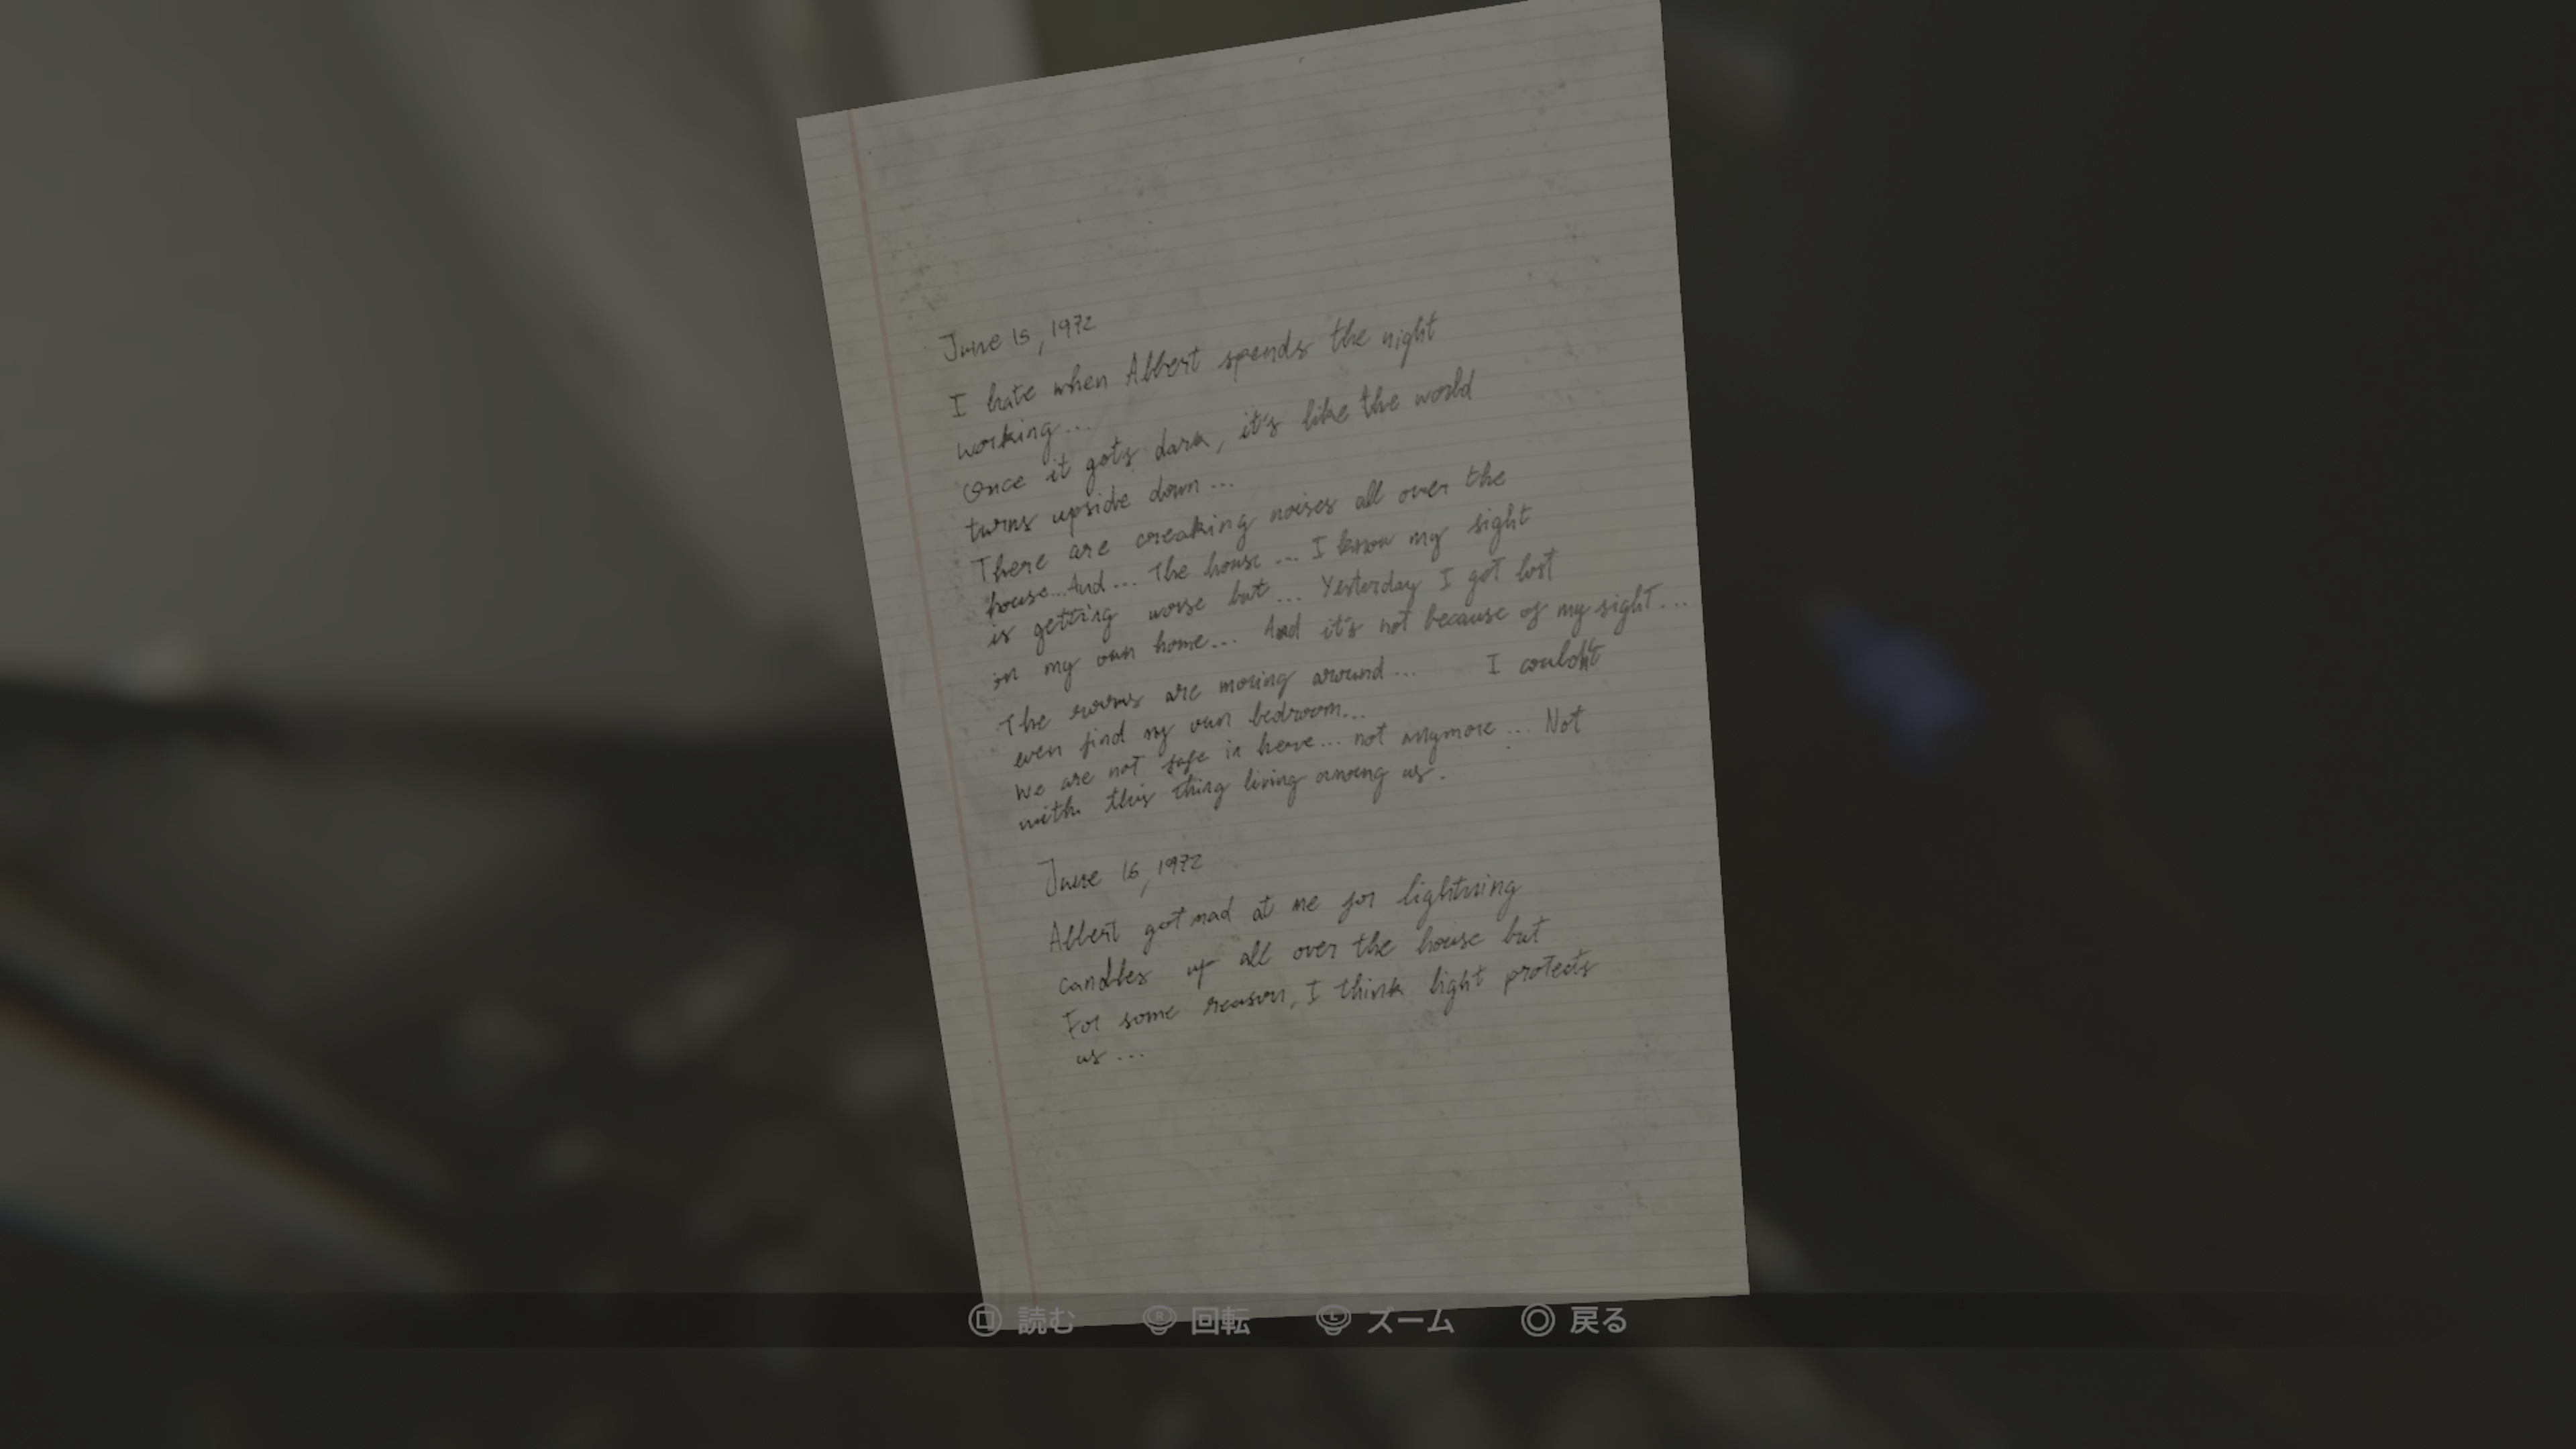 June 15, 1972
I hate when Albert spends the night
working...
Once it gets dark, it's like the world
turns upside down...
There are creaking noises all over the
house...And... The house... I know my sight
is getting worse but... Yesterday I got lost
in my own home... And it's not because of my sight...
The rooms are moving around... I couldn't
even find my own bedroom...
We are not safe in here... not anymore... Not
with this thing living among us.
June 16, 1972
Albert got mad at me for lightning
candles up all over the house but
For some reason, I think light protects
us...
読む 回転 ズーム 戻る